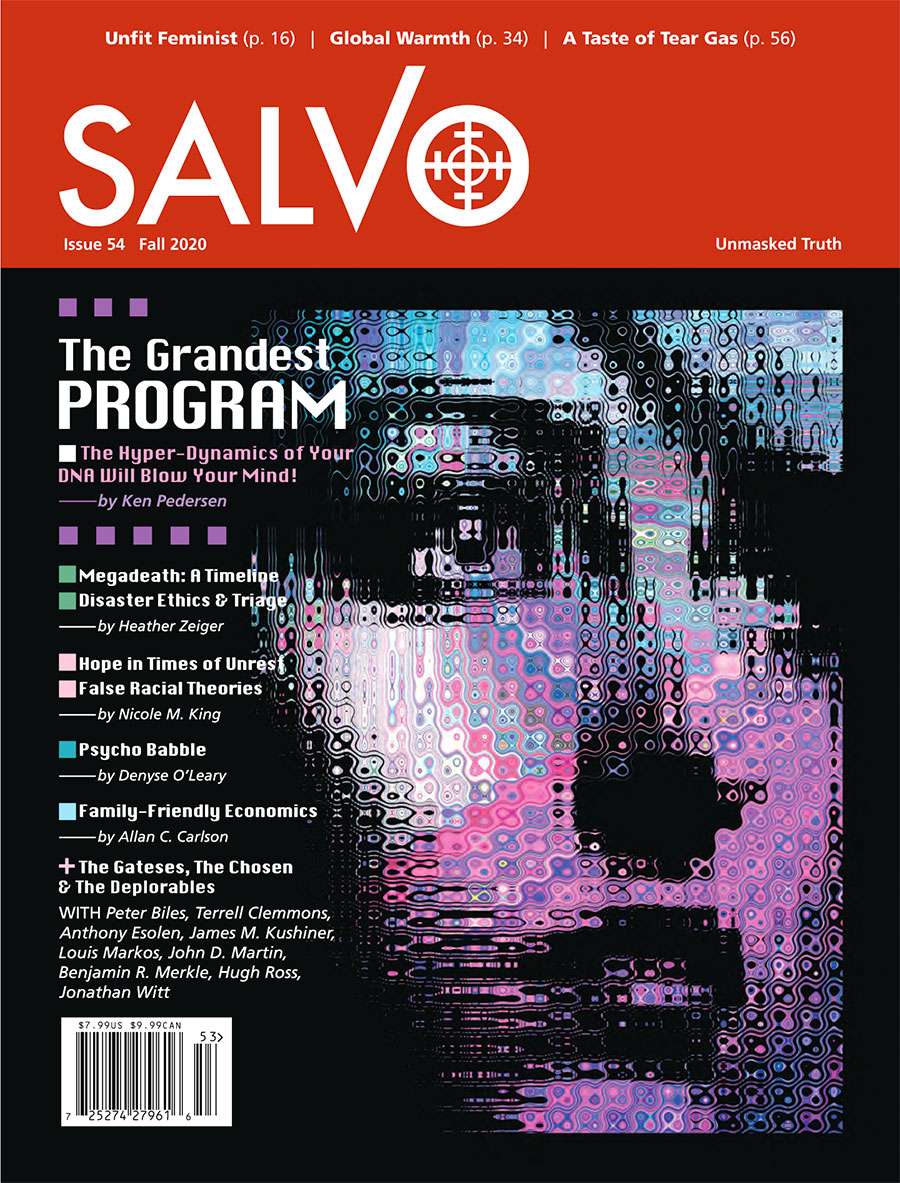 Unfit Feminist (p. 16) | Global Warmth (p. 34) | A Taste of Tear Gas (p. 56)
SALVO
Issue 54 Fall 2020
Unmasked Truth
The Grandest
PROGRAM
The Hyper-Dynamics of Your
DNA Will Blow Your Mind!
—by Ken Pedersen
Megadeath: A Timeline
Disaster Ethics & Triage
—by Heather Zeiger
Hope in Times of Unrest
False Racial Theories
—by Nicole M. King
Psycho Babble
—by Denyse O'Leary
Family-Friendly Economics
—by Allan C. Carlson
+ The Gateses, The Chosen
& The Deplorables
WITH Peter Biles, Terrell Clemmons,
Anthony Esolen, James M. Kushiner,
Louis Markos, John D. Martin,
Benjamin R. Merkle, Hugh Ross,
Jonathan Witt
$7.99US $9.99CAN
53>
7 25274 27961 6